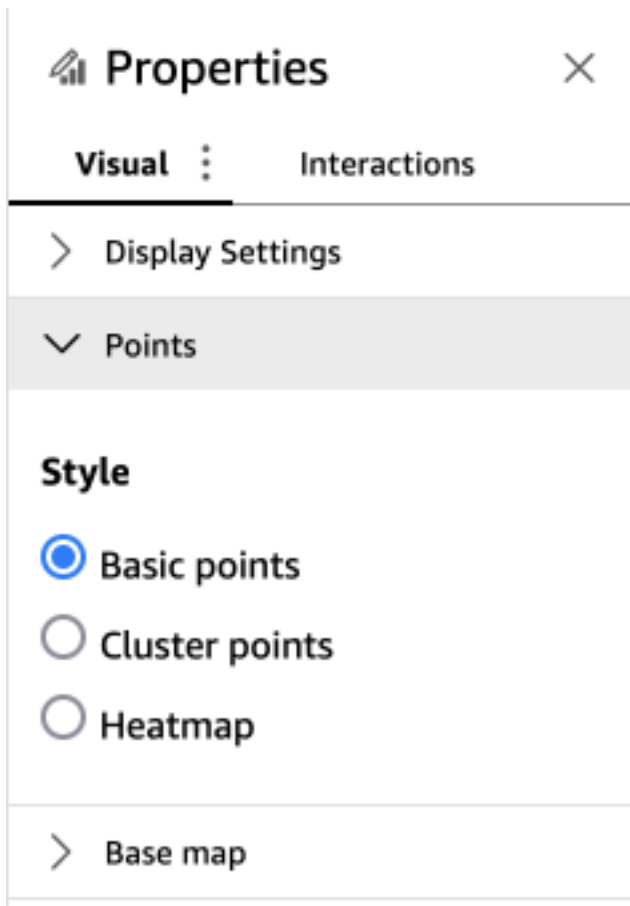 Properties
Visual Interactions
Display Settings
Points
Style
Basic points
Cluster points
Heatmap
Base map